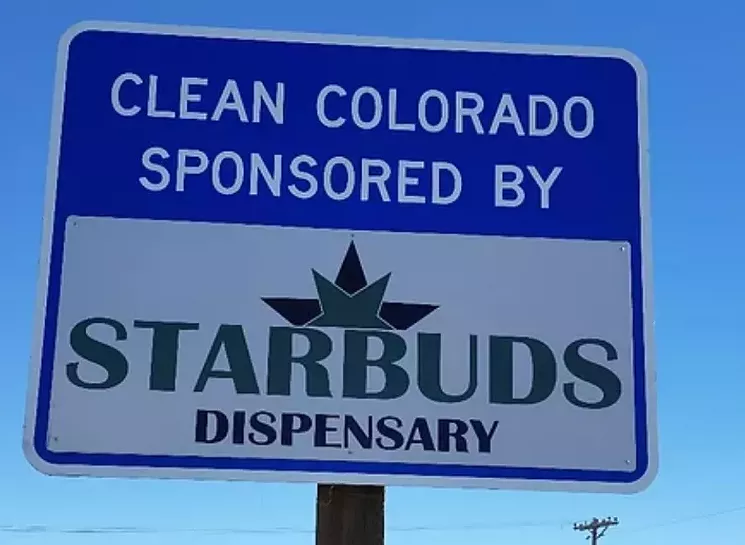 CLEAN COLORADO
SPONSORED BY
STARBUDS
DISPENSARY